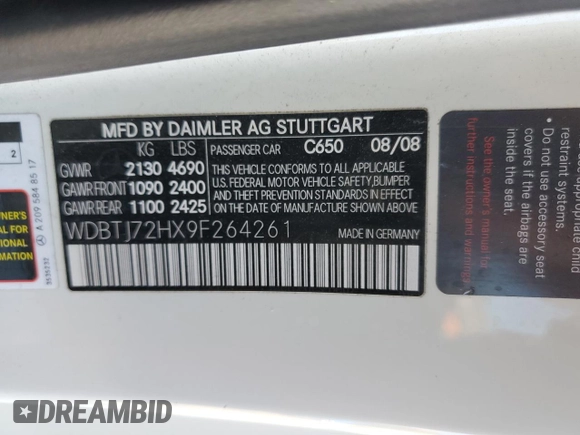 MFD BY DAIMLER AG STUTTGART
KG LBS
PASSENGER CAR C650 08/08
GVWR 2130 4690
GAWR FRONT 1090 2400
GAWR REAR 1100 2425
THIS VEHICLE CONFORMS TO ALL APPLICABLE
U.S. FEDERAL MOTOR VEHICLE SAFETY, BUMPER
AND THEFT PREVENTION STANDARDS IN EFFECT
ON THE DATE OF MANUFACTURE SHOWN ABOVE
WDBTJ72HX9F264261
MADE IN GERMANY
2
A 209 584 85 17
restraint system.
• Do not use accessory seat
covers if the airbags are
inside the seat.
See the owner's manual for
further instructions and warnings
DREAMBID